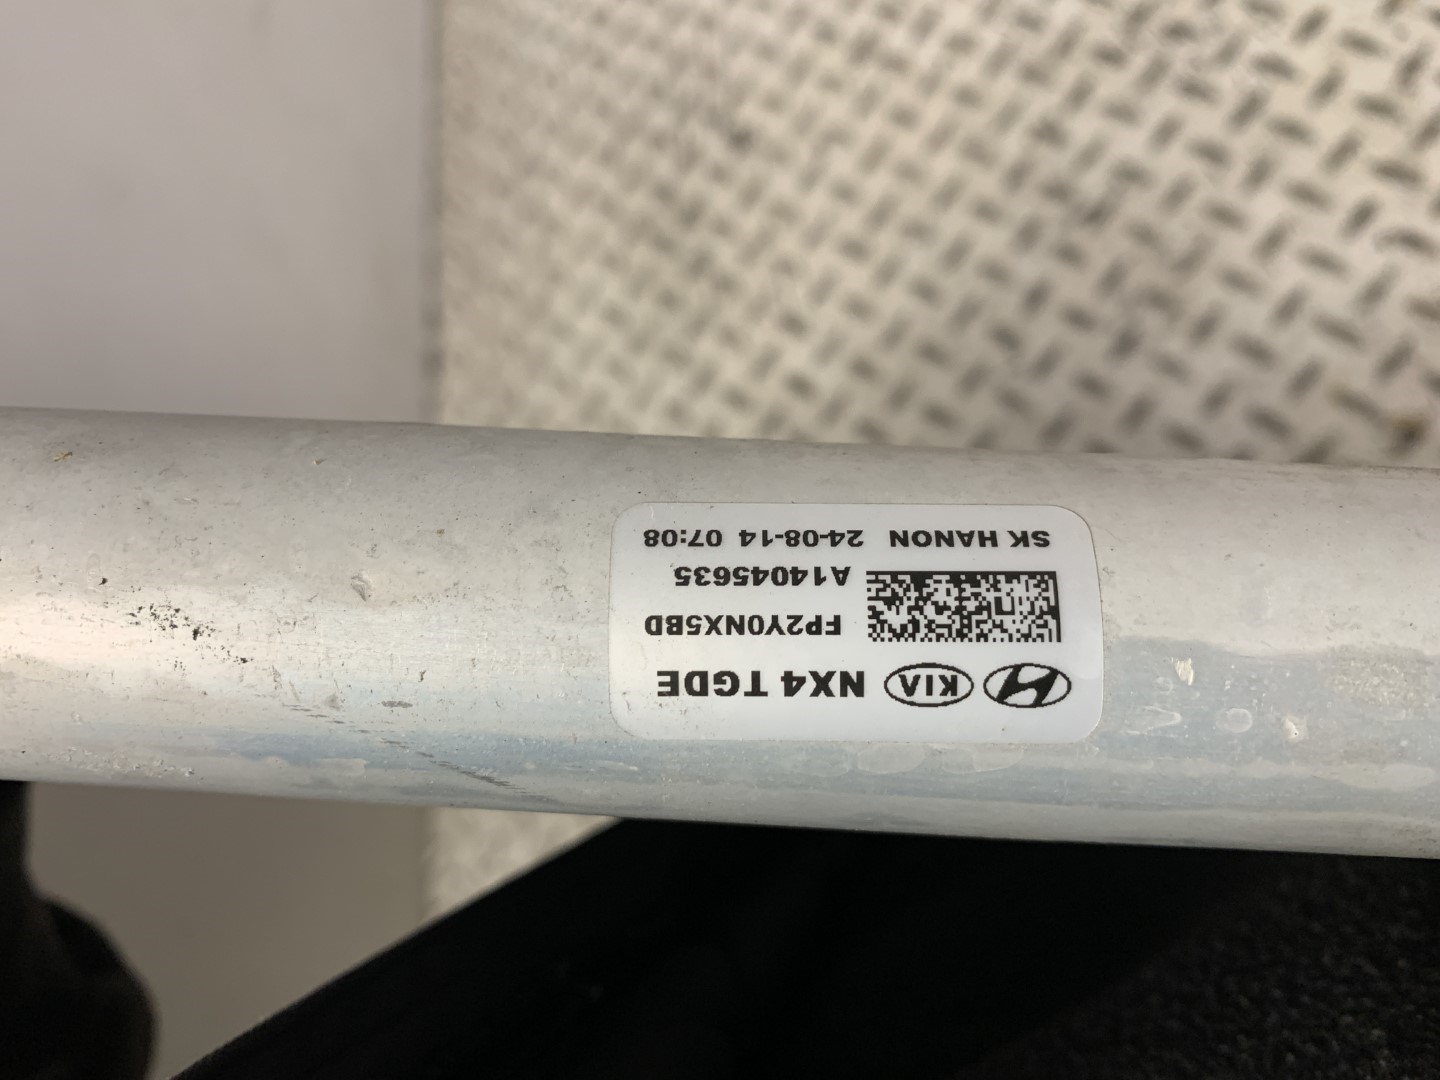 KIA NX4 TGDE
FP2Y0NX5BD
A14045635
SK HANON 24-08-14 07:08